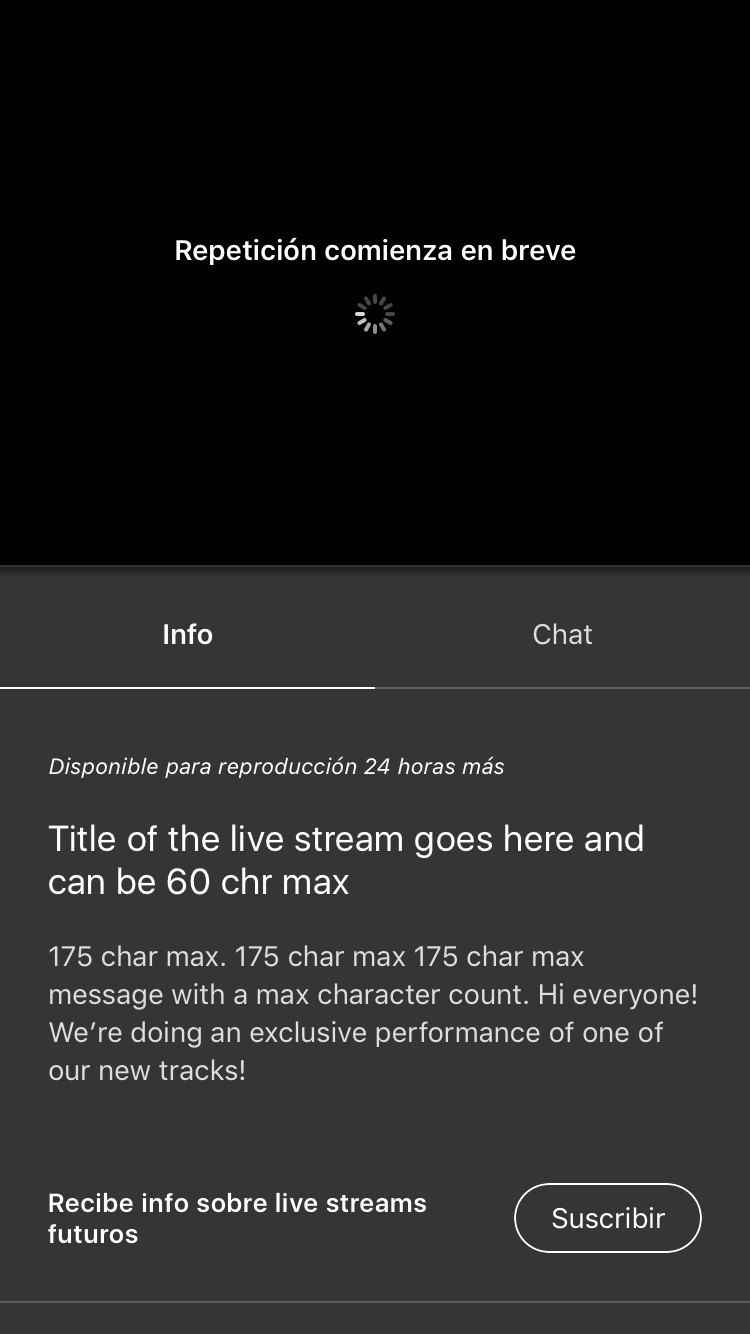 Repetición comienza en breve
Info
Chat
Disponible para reproducción 24 horas más
Title of the live stream goes here and
can be 60 chr max
175 char max. 175 char max 175 char max
message with a max character count. Hi everyone!
We’re doing an exclusive performance of one of
our new tracks!
Recibe info sobre live streams
futuros
Suscribir